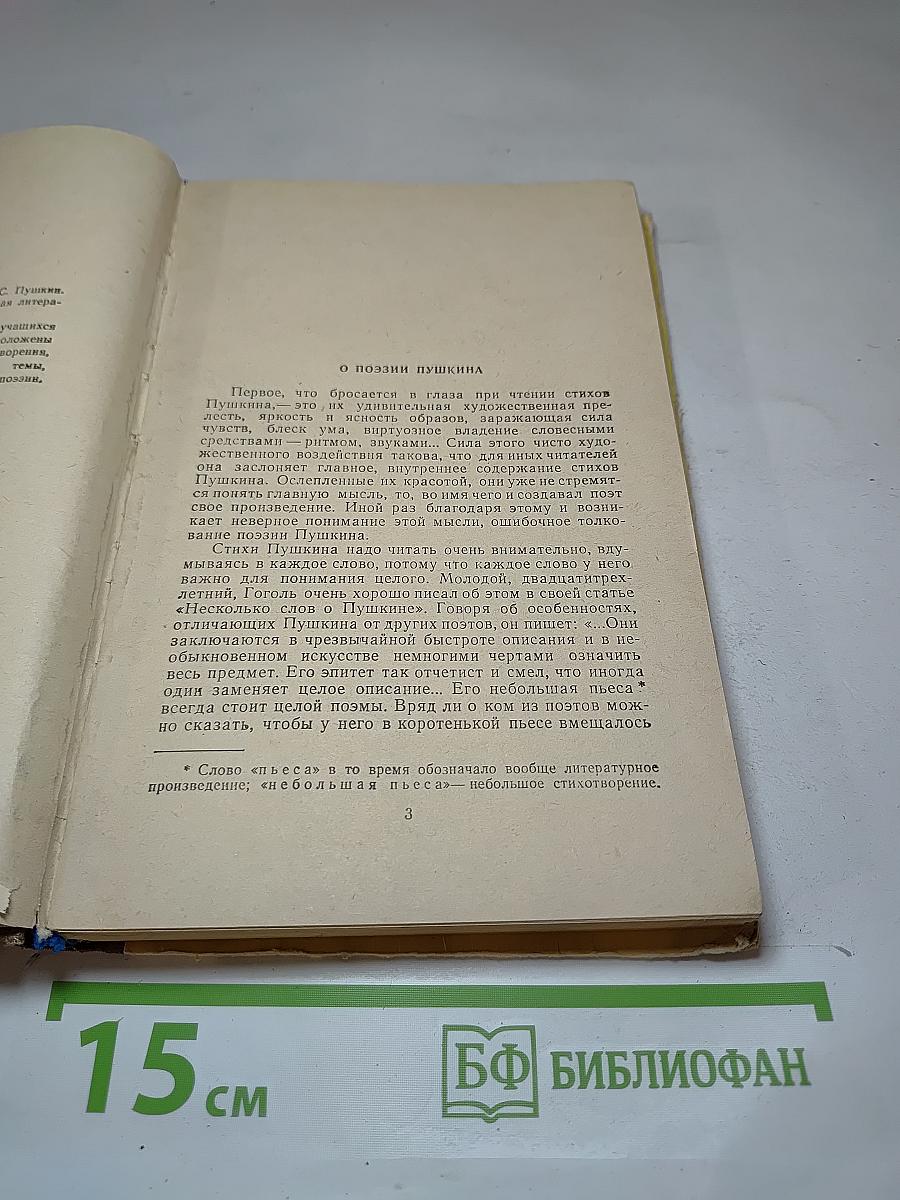 С. Пушкин.
ая литера-
учащихся
оложены
ворения,
темы,
поэзии.
О ПОЭЗИИ ПУШКИНА
Первое, что бросается в глаза при чтении стихов
Пушкина,— это их удивительная художественная пре-
лесть, яркость и ясность образов, заражающая сила
чувств, блеск ума, виртуозное владение словесными
средствами — ритмом, звуками... Сила этого чисто худо-
жественного воздействия такова, что для иных читателей
она заслоняет главное, внутреннее содержание стихов
Пушкина. Ослепленные их красотой, они уже не стремят-
ся понять главную мысль, то, во имя чего и создавал поэт
свое произведение. Иной раз благодаря этому и возни-
кает неверное понимание этой мысли, ошибочное толко-
вание поэзии Пушкина.
Стихи Пушкина надо читать очень внимательно, вду-
мываясь в каждое слово, потому что каждое слово у него
важно для понимания целого. Молодой, двадцатитрех-
летний, Гоголь очень хорошо писал об этом в своей статье
«Несколько слов о Пушкине». Говоря об особенностях,
отличающих Пушкина от других поэтов, он пишет: «...Они
заключаются в чрезвычайной быстроте описания и в не-
обыкновенном искусстве немногими чертами означить
весь предмет. Его эпитет так отчетист и смел, что иногда
один заменяет целое описание... Его небольшая пьеса *
всегда стоит целой поэмы. Вряд ли о ком из поэтов мож-
но сказать, чтобы у него в коротенькой пьесе вмещалось
* Слово «пьеса» в то время обозначало вообще литературное
произведение; «небольшая пьеса»— небольшое стихотворение.
3
15 см
БФ БИБЛИОФАН